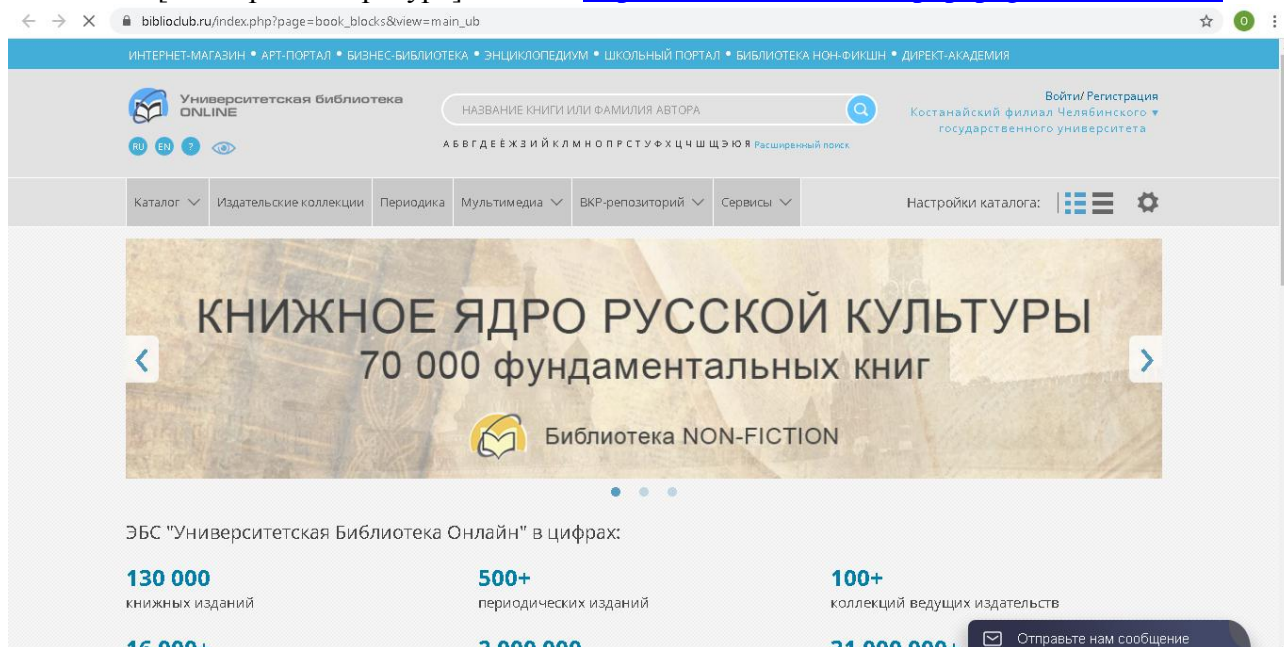 biblioclub.ru/index.php?page=book_blocks&view=main_ub
О
ИНТЕРНЕТ-МАГАЗИН • АРТ-ПОРТАЛ • БИЗНЕС-БИБЛИОТЕКА • ЭНЦИКЛОПЕДИУМ • ШКОЛЬНЫЙ ПОРТАЛ • БИБЛИОТЕКА НОН-ФИКШН • ДИРЕКТ-АКАДЕМИЯ
Университетская библиотека
ONLINE
НАЗВАНИЕ КНИГИ ИЛИ ФАМИЛИЯ АВТОРА
Войти/ Регистрация
Костанайский филиал Челябинского
государственного университета
RU EN ?
А Б В Г Д Е Ё Ж З И Й К Л М Н О П Р С Т У Ф Х Ц Ч Ш Щ Э Ю Я Расширенный поиск
Каталог Издательские коллекции Периодика Мультимедиа ВКР-репозиторий Сервисы Настройки каталога:
КНИЖНОЕ ЯДРО РУССКОЙ КУЛЬТУРЫ
70 000 фундаментальных книг
Библиотека NON-FICTION
ЭБС "Университетская Библиотека Онлайн" в цифрах:
130 000 500+ 100+
книжных изданий периодических изданий коллекций ведущих издательств
Отправьте нам сообщение